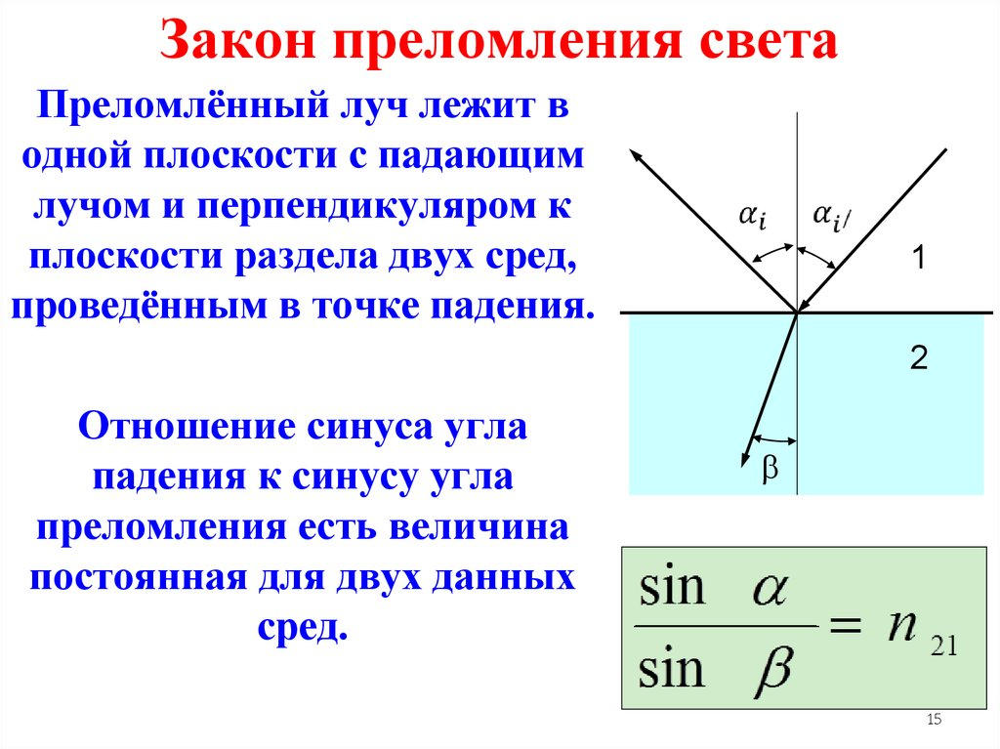 Закон преломления света
Преломлённый луч лежит в
одной плоскости с падающим
лучом и перпендикуляром к
плоскости раздела двух сред,
проведённым в точке падения.
Отношение синуса угла
падения к синусу угла
преломления есть величина
постоянная для двух данных
сред.
αᵢ αᵢ/
1
2
β
sin α
sin β
= n₂₁
15